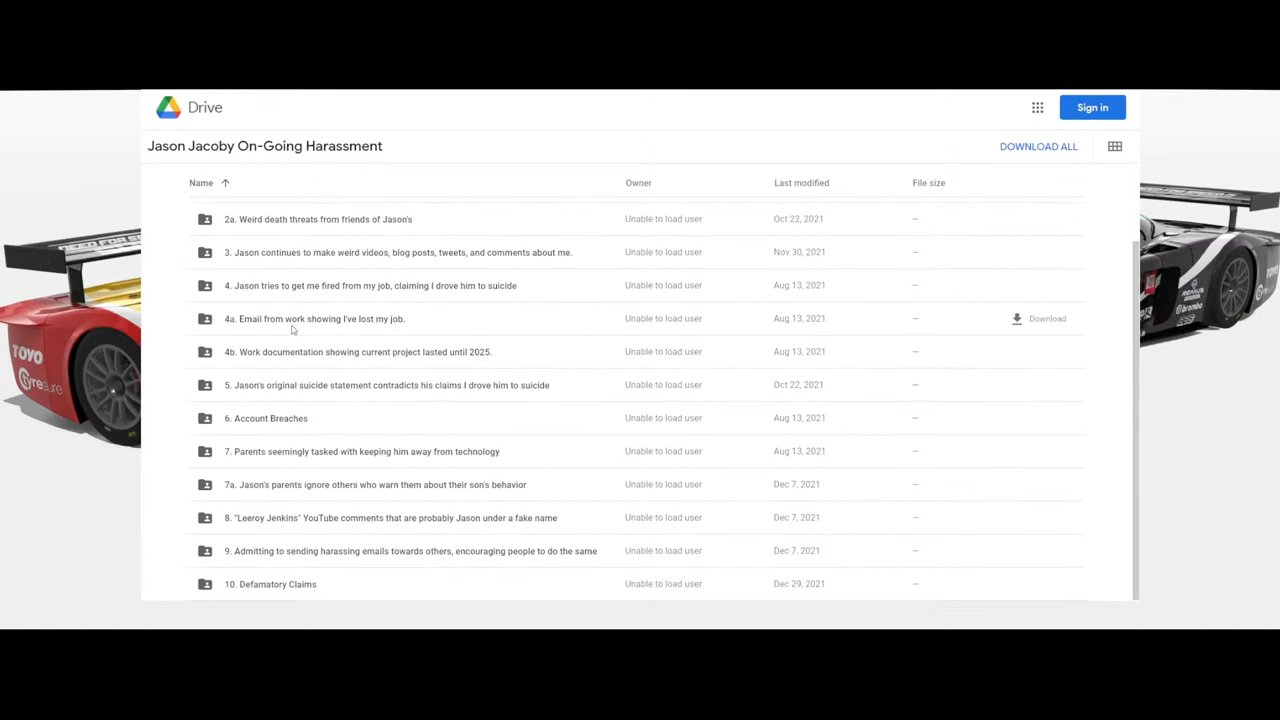 Drive
Sign in
Jason Jacoby On-Going Harassment
DOWNLOAD ALL
Name Owner Last modified File size
2a. Weird death threats from friends of Jason's Unable to load user Oct 22, 2021 –
3. Jason continues to make weird videos, blog posts, tweets, and comments about me. Unable to load user Nov 30, 2021 –
4. Jason tries to get me fired from my job, claiming I drove him to suicide Unable to load user Aug 13, 2021 –
4a. Email from work showing I've lost my job. Unable to load user Aug 13, 2021 – Download
4b. Work documentation showing current project lasted until 2025. Unable to load user Aug 13, 2021 –
5. Jason's original suicide statement contradicts his claims I drove him to suicide Unable to load user Oct 22, 2021 –
6. Account Breaches Unable to load user Aug 13, 2021 –
7. Parents seemingly tasked with keeping him away from technology Unable to load user Aug 13, 2021 –
7a. Jason's parents ignore others who warn them about their son's behavior Unable to load user Dec 7, 2021 –
8. "Leeroy Jenkins" YouTube comments that are probably Jason under a fake name Unable to load user Dec 7, 2021 –
9. Admitting to sending harassing emails towards others, encouraging people to do the same Unable to load user Dec 7, 2021 –
10. Defamatory Claims Unable to load user Dec 29, 2021 –
TOYO
tyresure
REMUS
brembo